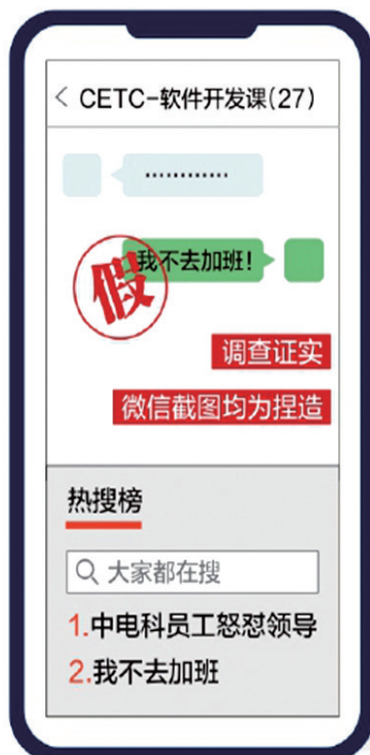 < CETC-软件开发课(27)
…………
我不去加班!
假
调查证实
微信截图均为捏造
热搜榜
大家都在搜
1.中电科员工怒怼领导
2.我不去加班